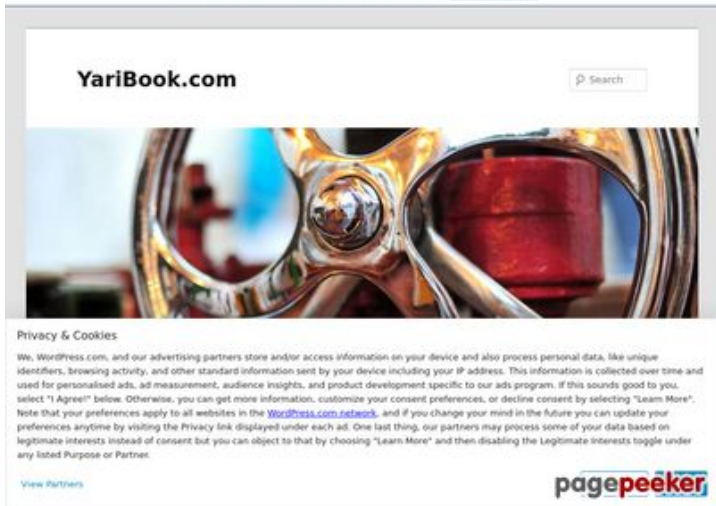 YariBook.com
Search
Privacy & Cookies
We, WordPress.com, and our advertising partners store and/or access information on your device and also process personal data, like unique
identifiers, browsing activity, and other standard information sent by your device including your IP address. This information is collected over time and
used for personalised ads, ad measurement, audience insights, and product development specific to our ads program. If this sounds good to you,
select "I Agree!" below. Otherwise, you can get more information, customize your consent preferences, or decline consent by selecting "Learn More".
Note that your preferences apply to all websites in the WordPress.com network, and if you change your mind in the future you can update your
preferences anytime by visiting the Privacy link displayed under each ad. One last thing, our partners may process some of your data based on
legitimate interests instead of consent but you can object to that by choosing "Learn More" and then disabling the Legitimate Interests toggle under
any listed Purpose or Partner.
View Partners
pagepeeker